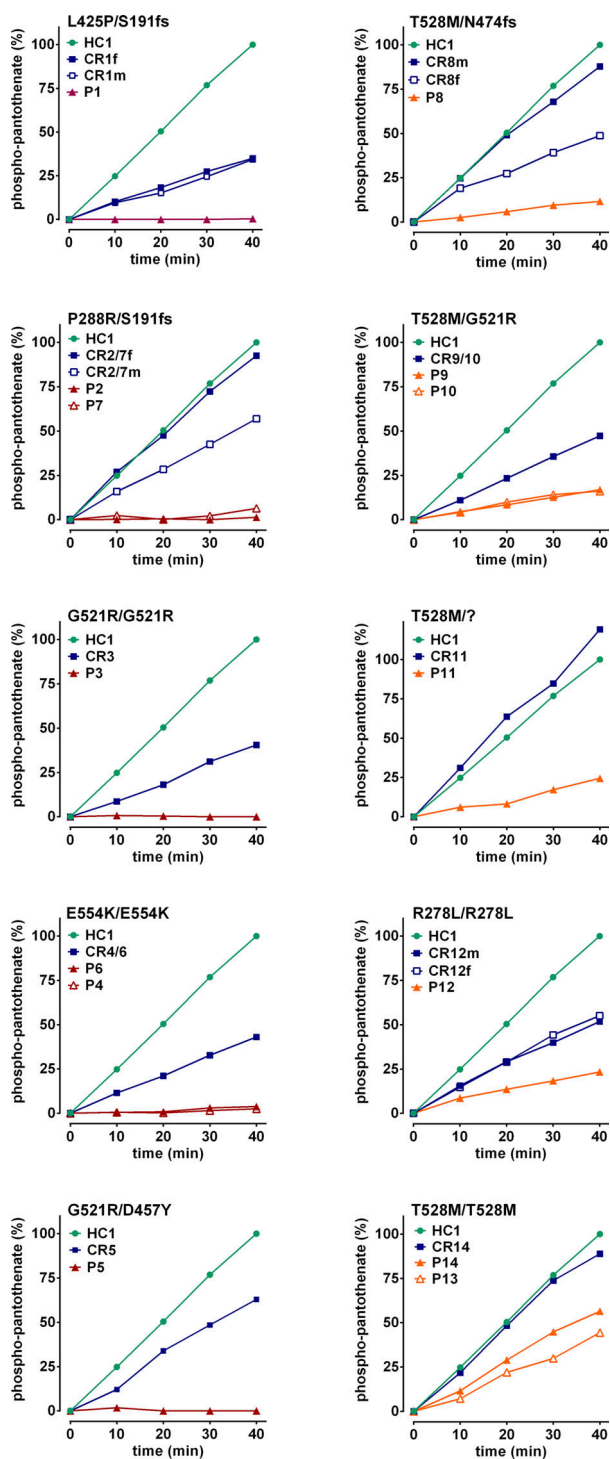 L425P/S191fs
HC1
CR1f
CR1m
P1
phospho-pantothenate (%)
100
75
50
25
0
0 10 20 30 40
time (min)
T528M/N474fs
HC1
CR8m
CR8f
P8
phospho-pantothenate (%)
100
75
50
25
0
0 10 20 30 40
time (min)
P288R/S191fs
HC1
CR2/7f
CR2/7m
P2
P7
phospho-pantothenate (%)
100
75
50
25
0
0 10 20 30 40
time (min)
T528M/G521R
HC1
CR9/10
P9
P10
phospho-pantothenate (%)
100
75
50
25
0
0 10 20 30 40
time (min)
G521R/G521R
HC1
CR3
P3
phospho-pantothenate (%)
100
75
50
25
0
0 10 20 30 40
time (min)
T528M/?
HC1
CR11
P11
phospho-pantothenate (%)
100
75
50
25
0
0 10 20 30 40
time (min)
E554K/E554K
HC1
CR4/6
P6
P4
phospho-pantothenate (%)
100
75
50
25
0
0 10 20 30 40
time (min)
R278L/R278L
HC1
CR12m
CR12f
P12
phospho-pantothenate (%)
100
75
50
25
0
0 10 20 30 40
time (min)
G521R/D457Y
HC1
CR5
P5
phospho-pantothenate (%)
100
75
50
25
0
0 10 20 30 40
time (min)
T528M/T528M
HC1
CR14
P14
P13
phospho-pantothenate (%)
100
75
50
25
0
0 10 20 30 40
time (min)